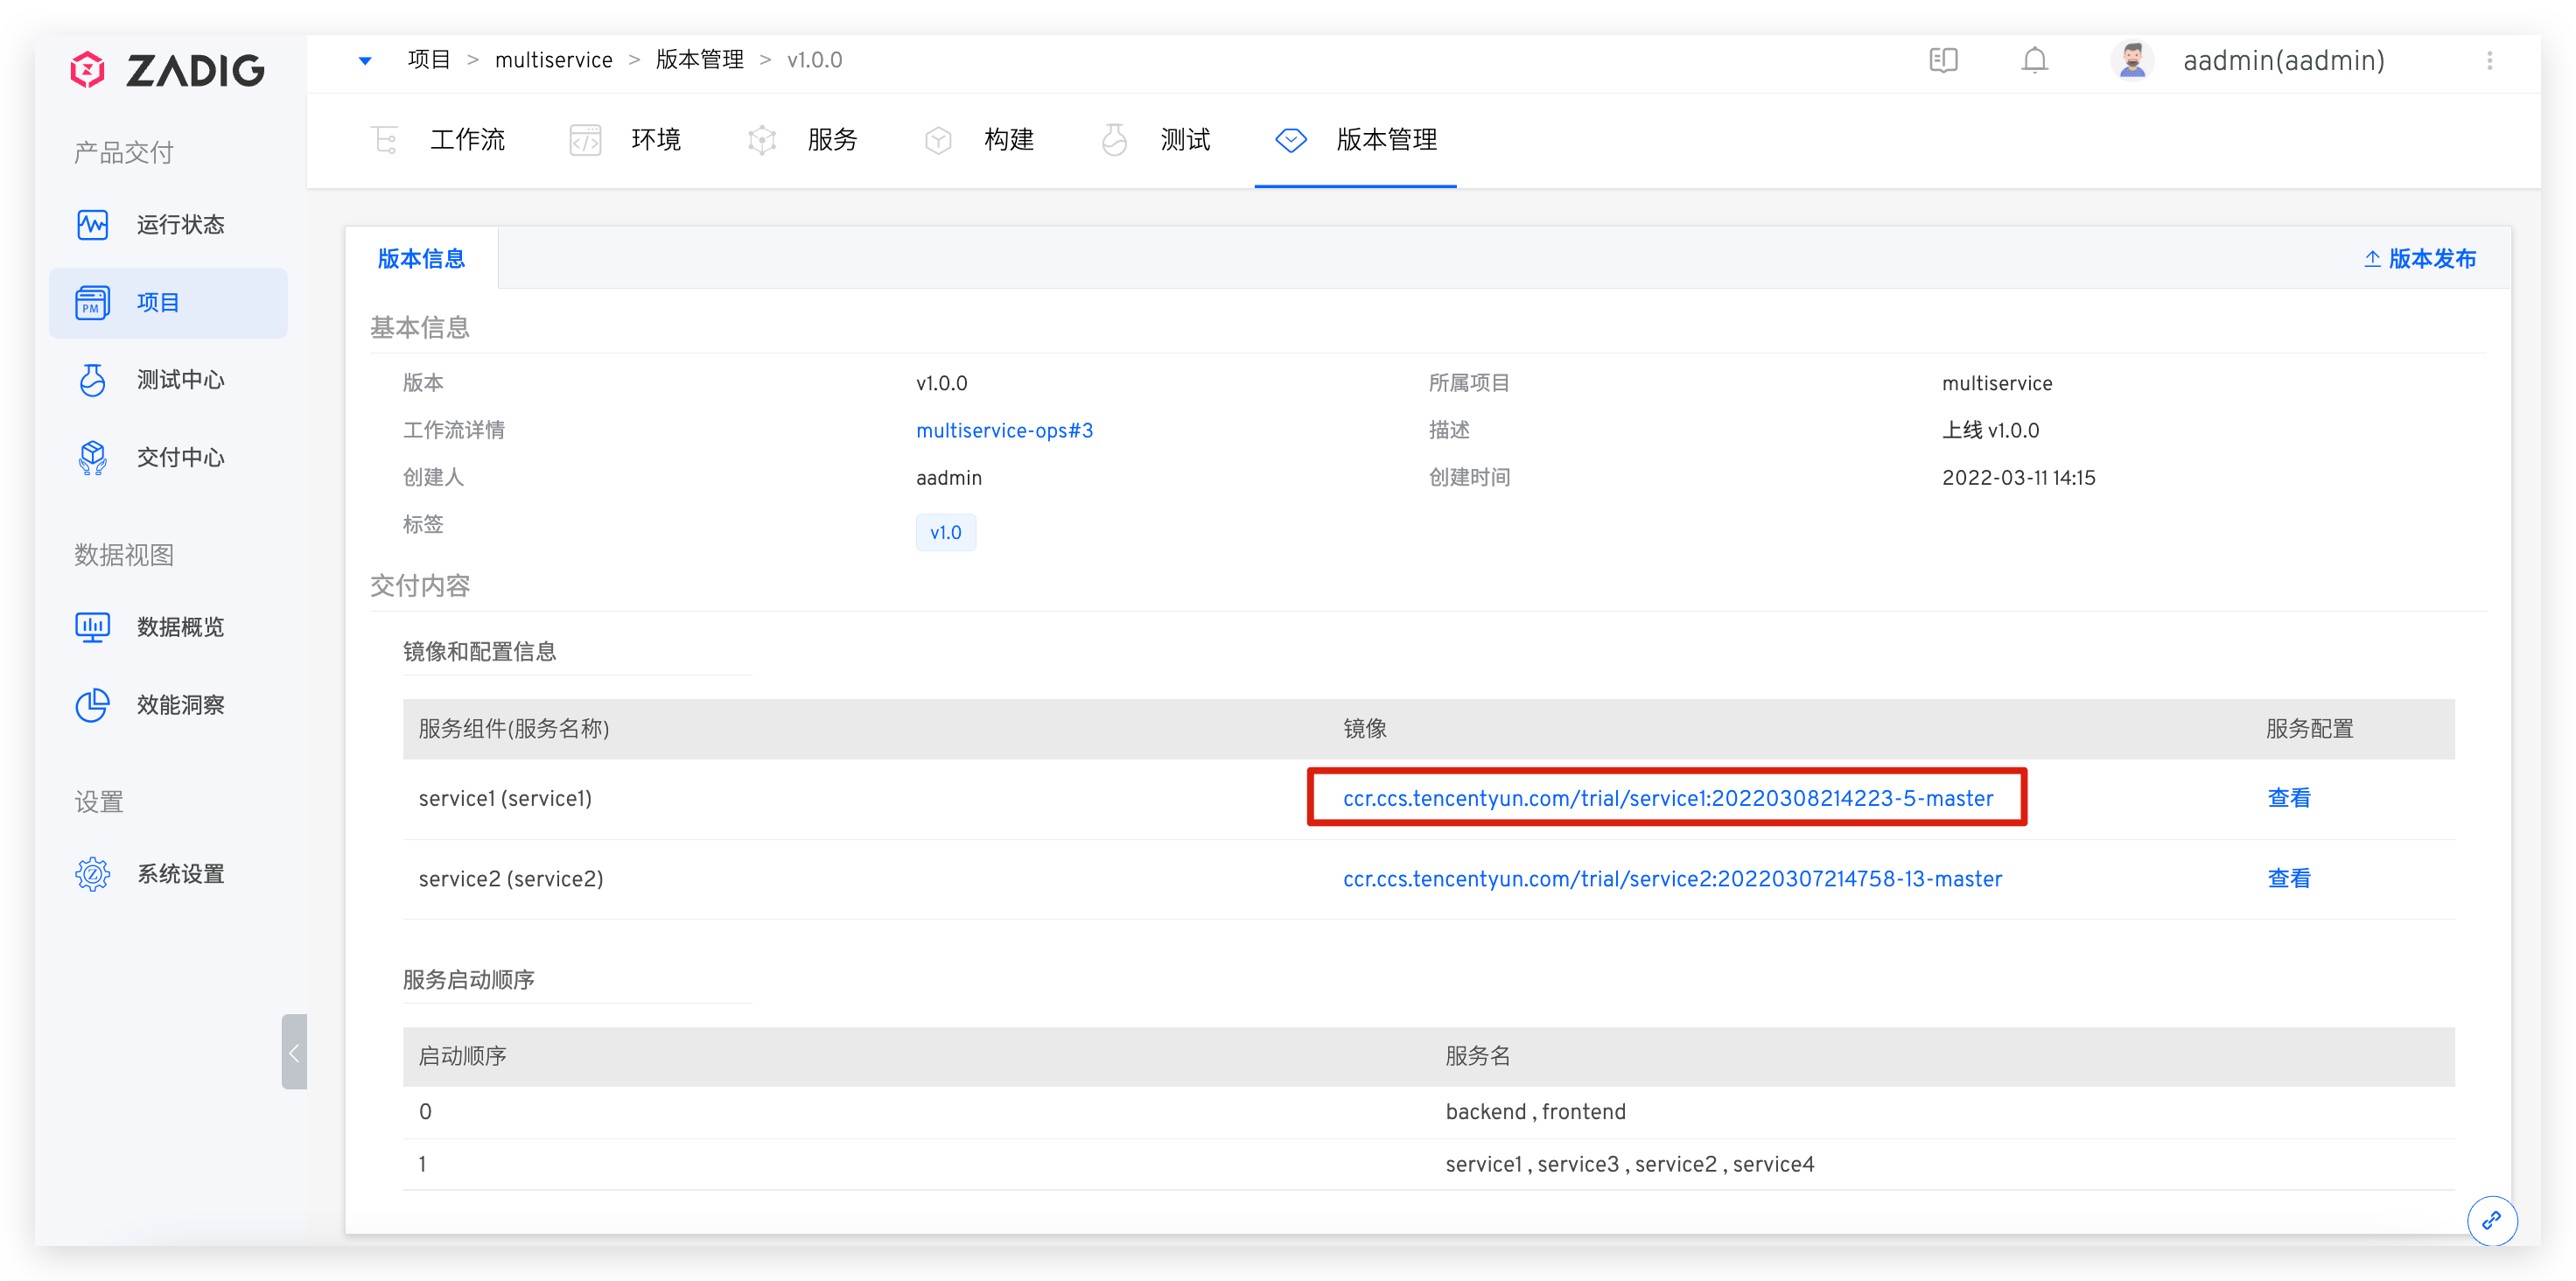 ZADIG
项目 > multiservice > 版本管理 > v1.0.0
aadmin(aadmin)
产品交付
运行状态
PM
项目
测试中心
交付中心
数据视图
数据概览
效能洞察
设置
系统设置
工作流
环境
服务
构建
测试
版本管理
版本信息
版本发布
基本信息
版本 v1.0.0 所属项目 multiservice
工作流详情 multiservice-ops#3 描述 上线 v1.0.0
创建人 aadmin 创建时间 2022-03-11 14:15
标签 v1.0
交付内容
镜像和配置信息
服务组件(服务名称) 镜像 服务配置
service1 (service1) ccr.ccs.tencentyun.com/trial/service1:20220308214223-5-master 查看
service2 (service2) ccr.ccs.tencentyun.com/trial/service2:20220307214758-13-master 查看
服务启动顺序
启动顺序 服务名
0 backend , frontend
1 service1 , service3 , service2 , service4